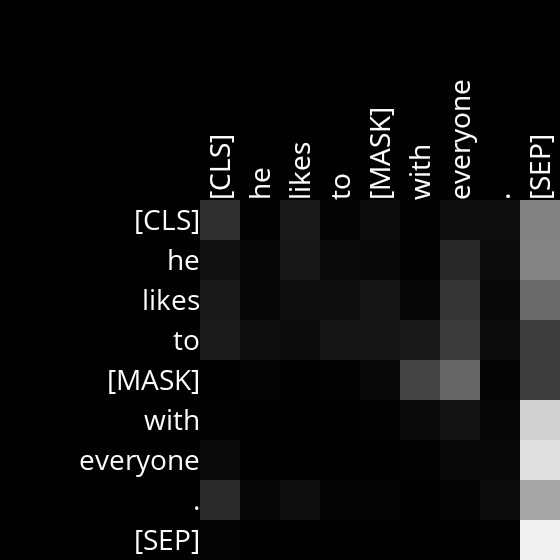 [CLS]
he
likes
to
[MASK]
with
everyone
.
[SEP]
[CLS]
he
likes
to
[MASK]
with
everyone
.
[SEP]